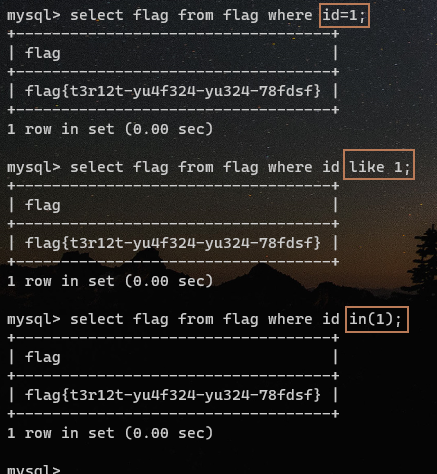 mysql> select flag from flag where id=1;
+---------------------------------+
| flag                            |
+---------------------------------+
| flag{t3r12t-yu4f324-yu324-78fdsf} |
+---------------------------------+
1 row in set (0.00 sec)
mysql> select flag from flag where id like 1;
+---------------------------------+
| flag                            |
+---------------------------------+
| flag{t3r12t-yu4f324-yu324-78fdsf} |
+---------------------------------+
1 row in set (0.00 sec)
mysql> select flag from flag where id in(1);
+---------------------------------+
| flag                            |
+---------------------------------+
| flag{t3r12t-yu4f324-yu324-78fdsf} |
+---------------------------------+
1 row in set (0.00 sec)
mysql>